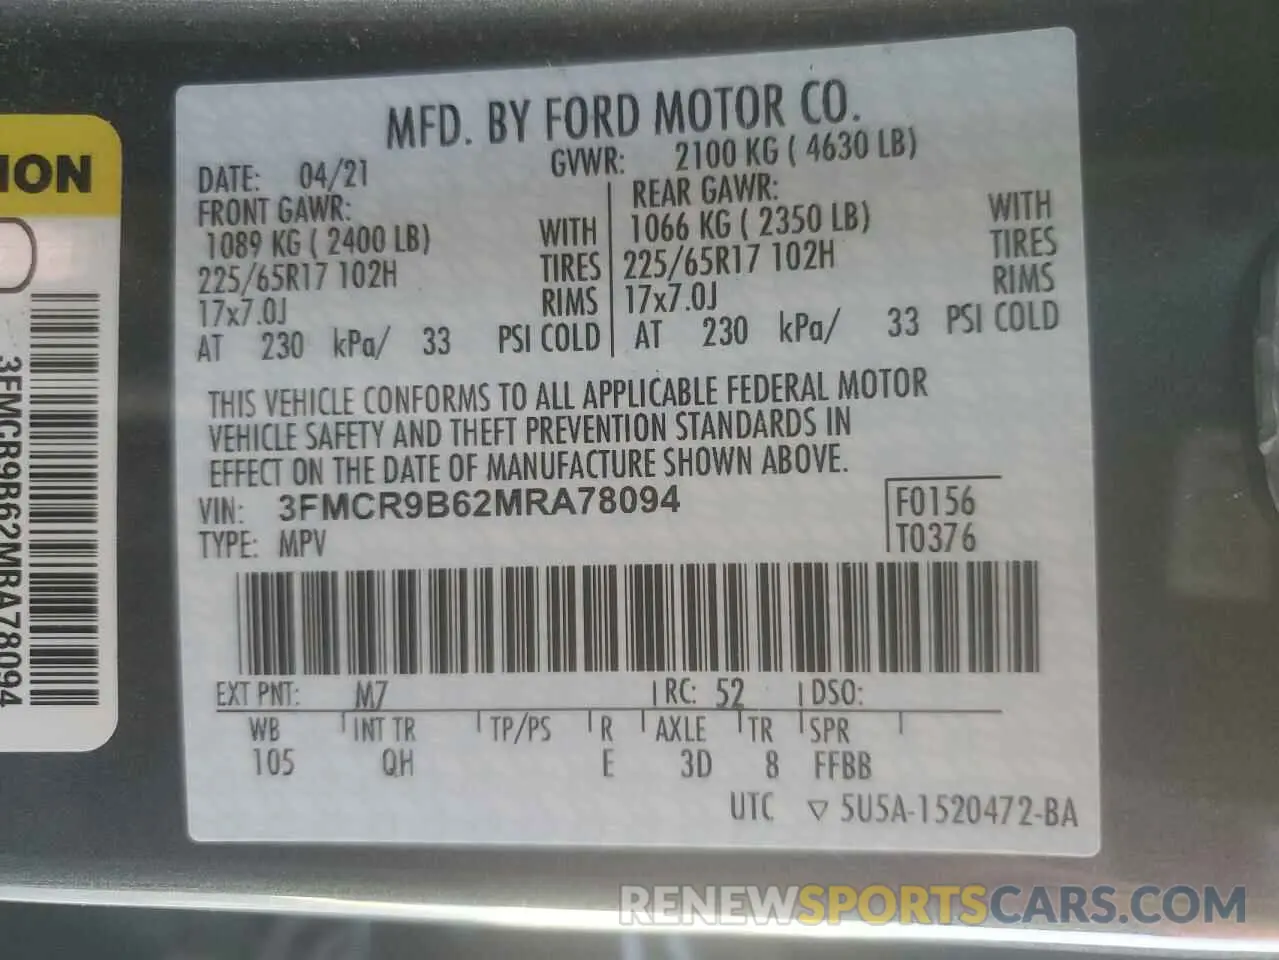 MFD. BY FORD MOTOR CO.
DATE: 04/21 GVWR: 2100 KG ( 4630 LB)
FRONT GAWR: REAR GAWR:
1089 KG ( 2400 LB) WITH 1066 KG ( 2350 LB) WITH
225/65R17 102H TIRES 225/65R17 102H TIRES
17x7.0J RIMS 17x7.0J RIMS
AT 230 kPa/ 33 PSI COLD AT 230 kPa/ 33 PSI COLD
THIS VEHICLE CONFORMS TO ALL APPLICABLE FEDERAL MOTOR
VEHICLE SAFETY AND THEFT PREVENTION STANDARDS IN
EFFECT ON THE DATE OF MANUFACTURE SHOWN ABOVE.
VIN: 3FMCR9B62MRA78094 F0156
TYPE: MPV T0376
EXT PNT: M7 RC: 52 DSO:
WB INT TR TP/PS R AXLE TR SPR
105 QH E 3D 8 FFBB
UTC ▽ 5U5A-1520472-BA
ION
3FMCR9B62MRA78094
RENEWSPORTSCARS.COM